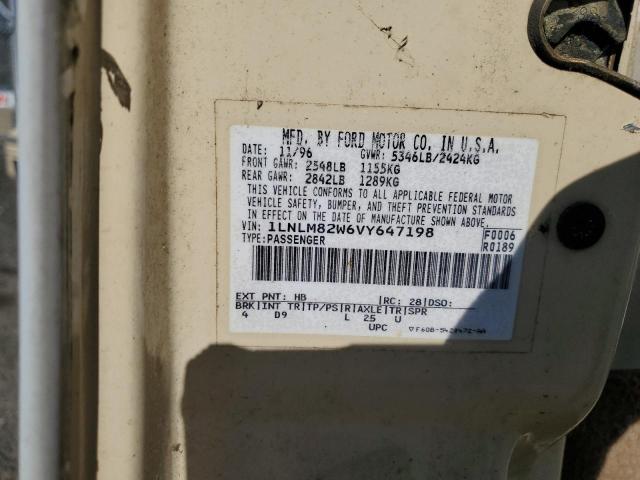 MFD. BY FORD MOTOR CO. IN U.S.A.
DATE: 11/96 GVWR: 5346LB/2424KG
FRONT GAWR: 2548LB 1155KG
REAR GAWR: 2842LB 1289KG
THIS VEHICLE CONFORMS TO ALL APPLICABLE FEDERAL MOTOR
VEHICLE SAFETY, BUMPER, AND THEFT PREVENTION STANDARDS
IN EFFECT ON THE DATE OF MANUFACTURE SHOWN ABOVE.
VIN: 1LNLM82W6VY647198 F0006
TYPE: PASSENGER R0189
EXT PNT: HB |RC: 28|DSO:
BRK|INT TR|TP/PS|R|AXLE|TR|SPR
4 D9 L 25 U
UPC ▽F60B-5420472-AA